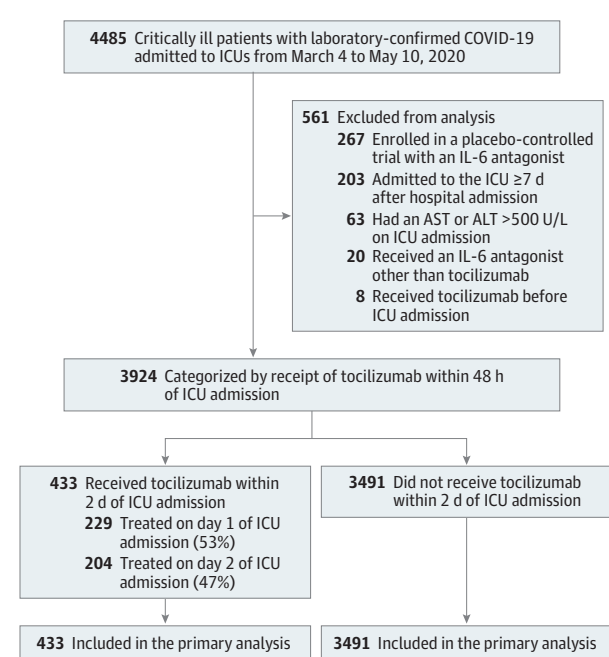 4485 Critically ill patients with laboratory-confirmed COVID-19
admitted to ICUs from March 4 to May 10, 2020
561 Excluded from analysis
267 Enrolled in a placebo-controlled
trial with an IL-6 antagonist
203 Admitted to the ICU ≥7 d
after hospital admission
63 Had an AST or ALT >500 U/L
on ICU admission
20 Received an IL-6 antagonist
other than tocilizumab
8 Received tocilizumab before
ICU admission
3924 Categorized by receipt of tocilizumab within 48 h
of ICU admission
433 Received tocilizumab within
2 d of ICU admission
229 Treated on day 1 of ICU
admission (53%)
204 Treated on day 2 of ICU
admission (47%)
3491 Did not receive tocilizumab
within 2 d of ICU admission
433 Included in the primary analysis
3491 Included in the primary analysis